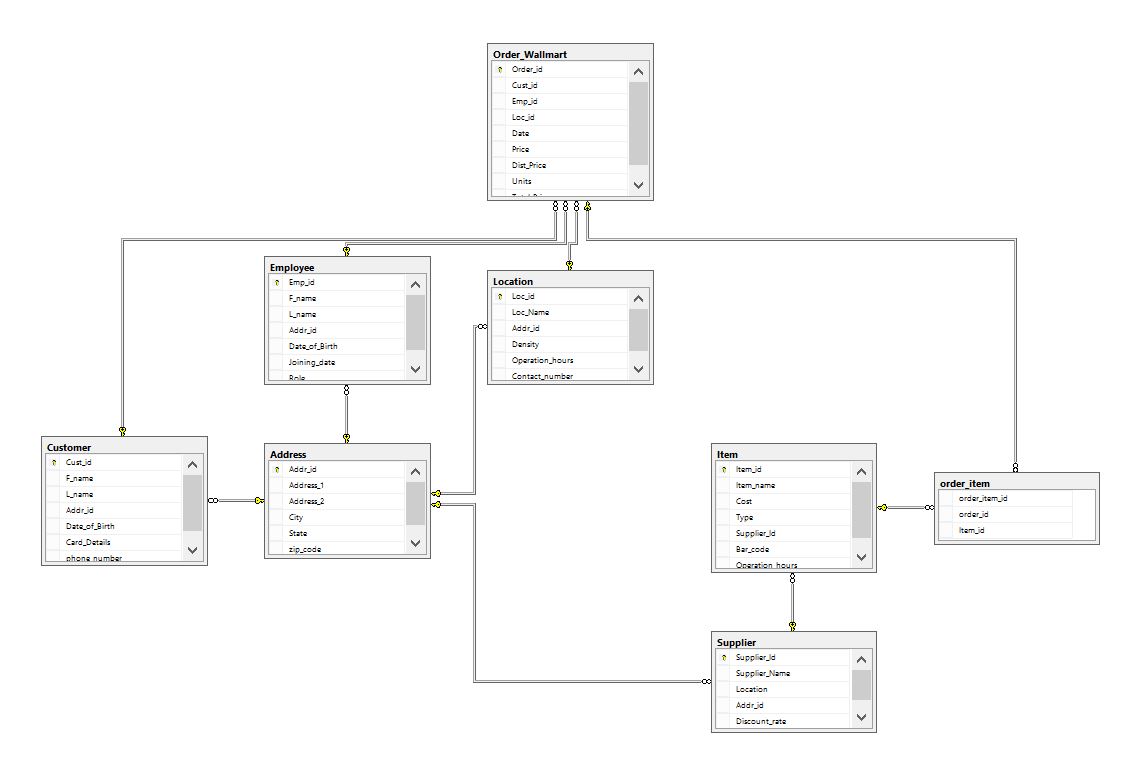 Order_Wallmart
Order_id
Cust_id
Emp_id
Loc_id
Date
Price
Dist_Price
Units
Employee
Emp_id
F_name
L_name
Addr_id
Date_of_Birth
Joining_date
Role
Location
Loc_id
Loc_Name
Addr_id
Density
Operation_hours
Contact_number
Customer
Cust_id
F_name
L_name
Addr_id
Date_of_Birth
Card_Details
phone_number
Address
Addr_id
Address_1
Address_2
City
State
zip_code
Item
Item_id
Item_name
Cost
Type
Supplier_Id
Bar_code
Operation_hours
order_item
order_item_id
order_id
Item_id
Supplier
Supplier_Id
Supplier_Name
Location
Addr_id
Discount_rate